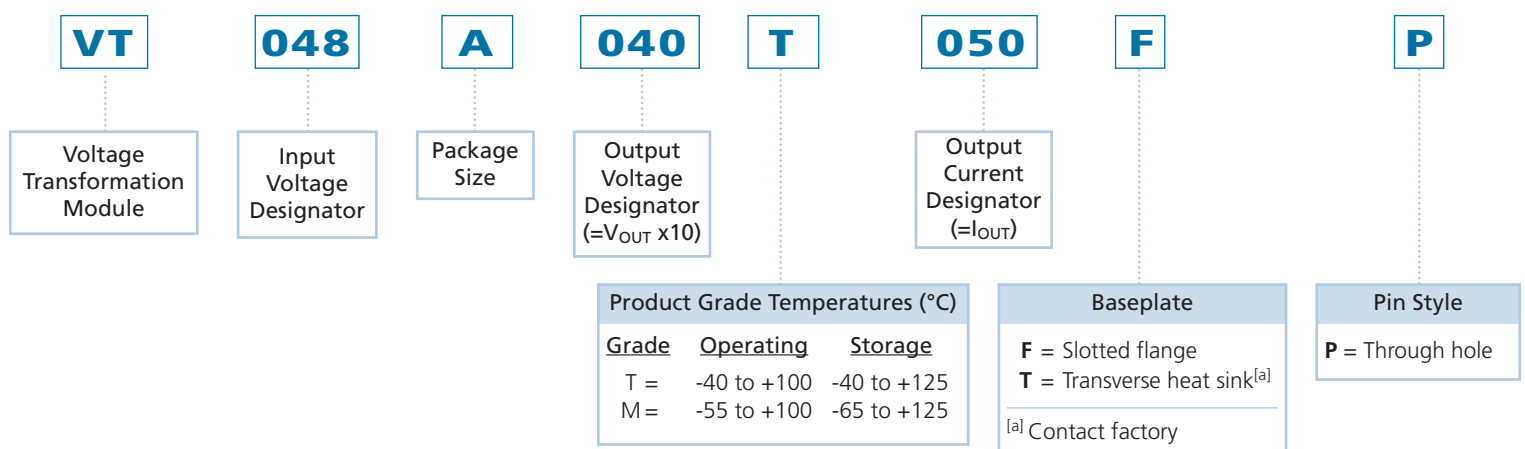 VT 048 A 040 T 050 F P
Voltage
Transformation
Module
Input
Voltage
Designator
Package
Size
Output
Voltage
Designator
(=VOUT x10)
Output
Current
Designator
(=IOUT)
Product Grade Temperatures (°C)
Grade Operating Storage
T = -40 to +100 -40 to +125
M = -55 to +100 -65 to +125
Baseplate
F = Slotted flange
T = Transverse heat sink[a]
[a] Contact factory
Pin Style
P = Through hole